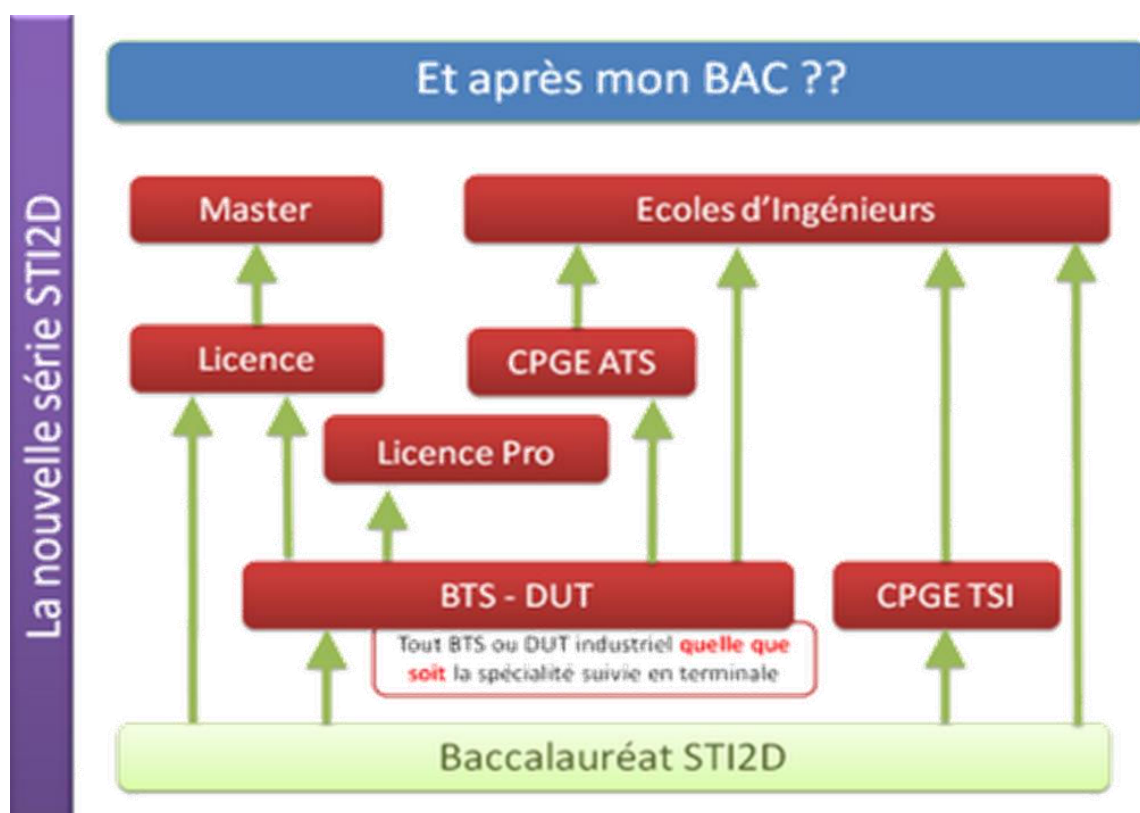 La nouvelle série STI2D
Et après mon BAC ??
Master
Ecoles d'Ingénieurs
Licence
CPGE ATS
Licence Pro
BTS - DUT
CPGE TSI
Tout BTS ou DUT industriel quelle que
soit la spécialité suivie en terminale
Baccalauréat STI2D